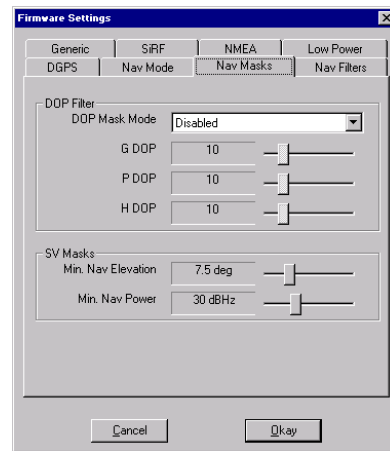 Firmware Settings
Generic SiRF NMEA Low Power
DGPS Nav Mode Nav Masks Nav Filters
DOP Filter
DOP Mask Mode Disabled
G DOP 10
P DOP 10
H DOP 10
SV Masks
Min. Nav Elevation 7.5 deg
Min. Nav Power 30 dBHz
Cancel Okay